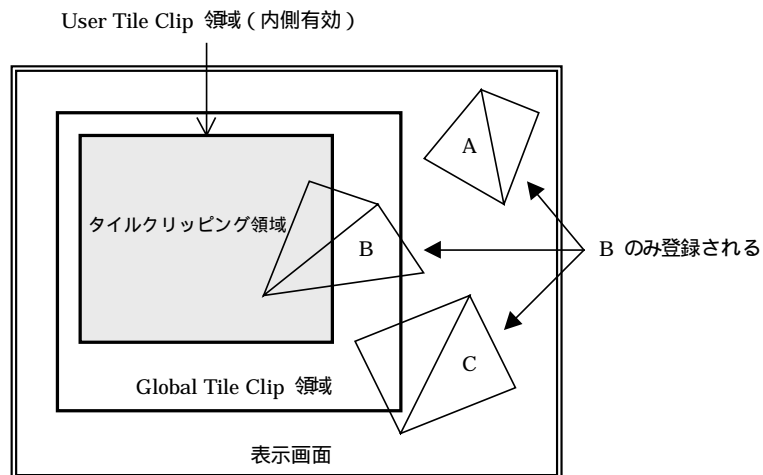 User Tile Clip 領域 ( 内側有効 )
A
タイルクリッピング領域
B
B のみ登録される
C
Global Tile Clip 領域
表示画面